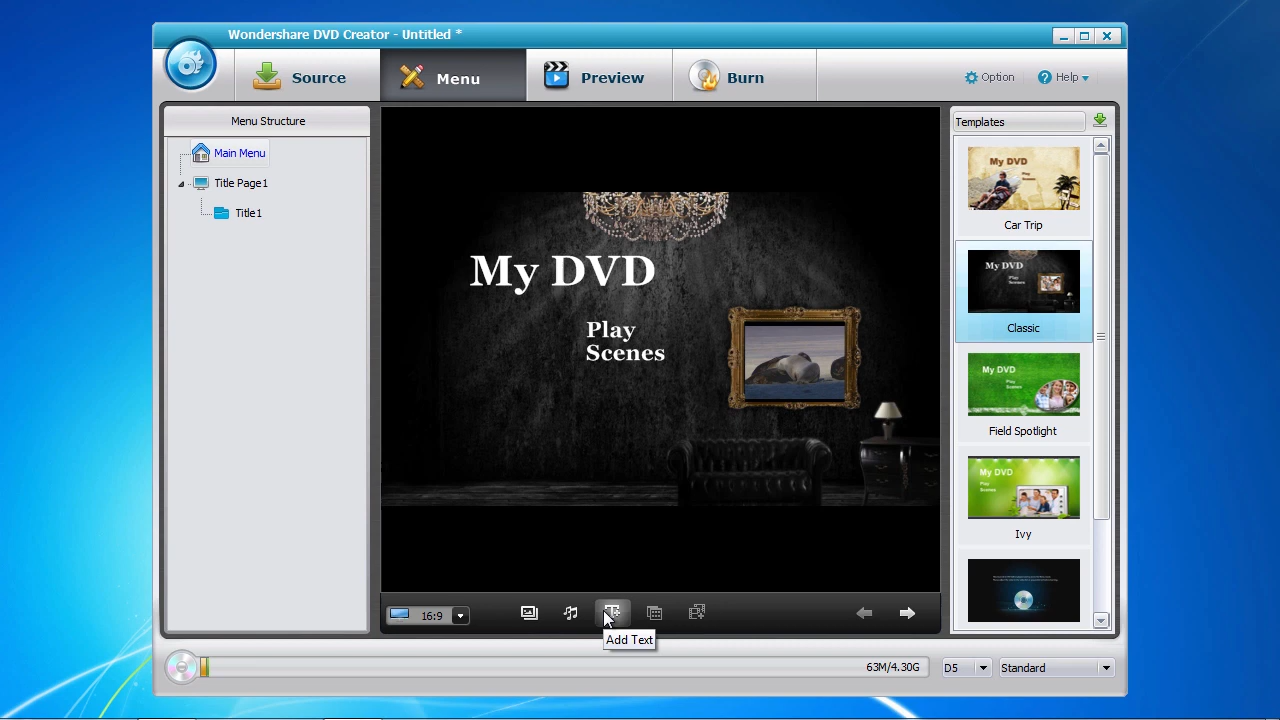 Wondershare DVD Creator - Untitled *
Source
Menu
Preview
Burn
Option
Help
Menu Structure
Main Menu
Title Page1
Title1
My DVD
Play
Scenes
16:9
Add Text
Templates
My DVD
Car Trip
My DVD
Play
Scenes
Classic
My DVD
Play
Scenes
Field Spotlight
My DVD
Play
Scenes
Ivy
63M/4.30G
D5
Standard